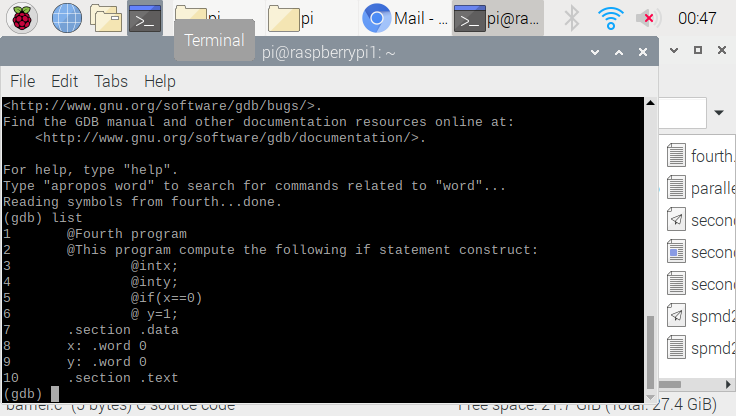 pi
pi
Mail - ...
pi@ra...
00:47
Terminal
pi@raspberrypi1: ~
File Edit Tabs Help
<http://www.gnu.org/software/gdb/bugs/>.
Find the GDB manual and other documentation resources online at:
<http://www.gnu.org/software/gdb/documentation/>.
For help, type "help".
Type "apropos word" to search for commands related to "word"...
Reading symbols from fourth...done.
(gdb) list
1 @Fourth program
2 @This program compute the following if statement construct:
3 @intx;
4 @inty;
5 @if(x==0)
6 @ y=1;
7 .section .data
8 x: .word 0
9 y: .word 0
10 .section .text
(gdb)
fourth.
paralle
second
second
second
spmd2
spmd2
barrier.c" (5 bytes) C source code
Free space: 21.7 GiB (Total: 27.4 GiB)